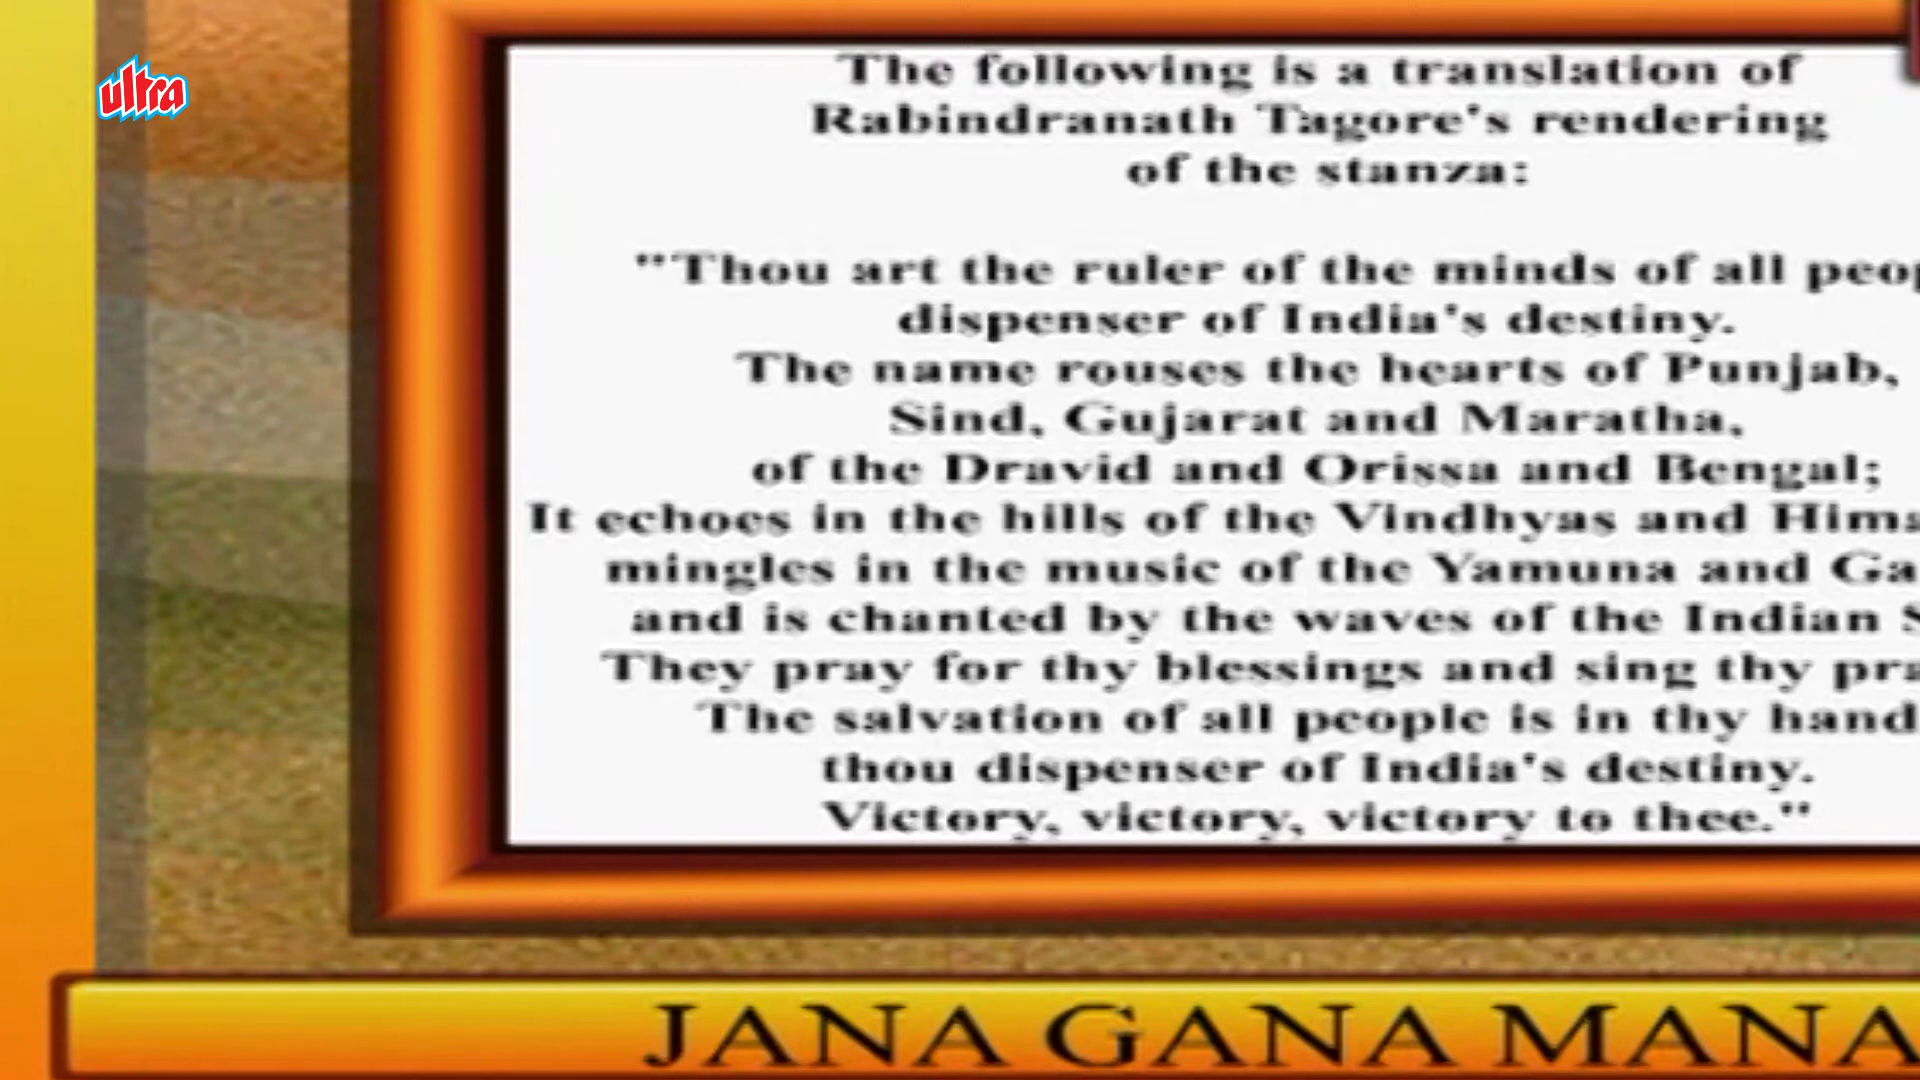 ultra
The following is a translation of
Rabindranath Tagore's rendering
of the stanza:
"Thou art the ruler of the minds of all
dispenser of India's destiny.
The name rouses the hearts of Punjab,
Sind, Gujarat and Maratha,
of the Dravid and Orissa and Bengal;
It echoes in the hills of the Vindhyas and
mingles in the music of the Yamuna and
and is chanted by the waves of the Indian
They pray for thy blessings and sing thy
The salvation of all people is in thy hand
thou dispenser of India's destiny.
Victory, victory, victory to thee."
JANA GANA MANA